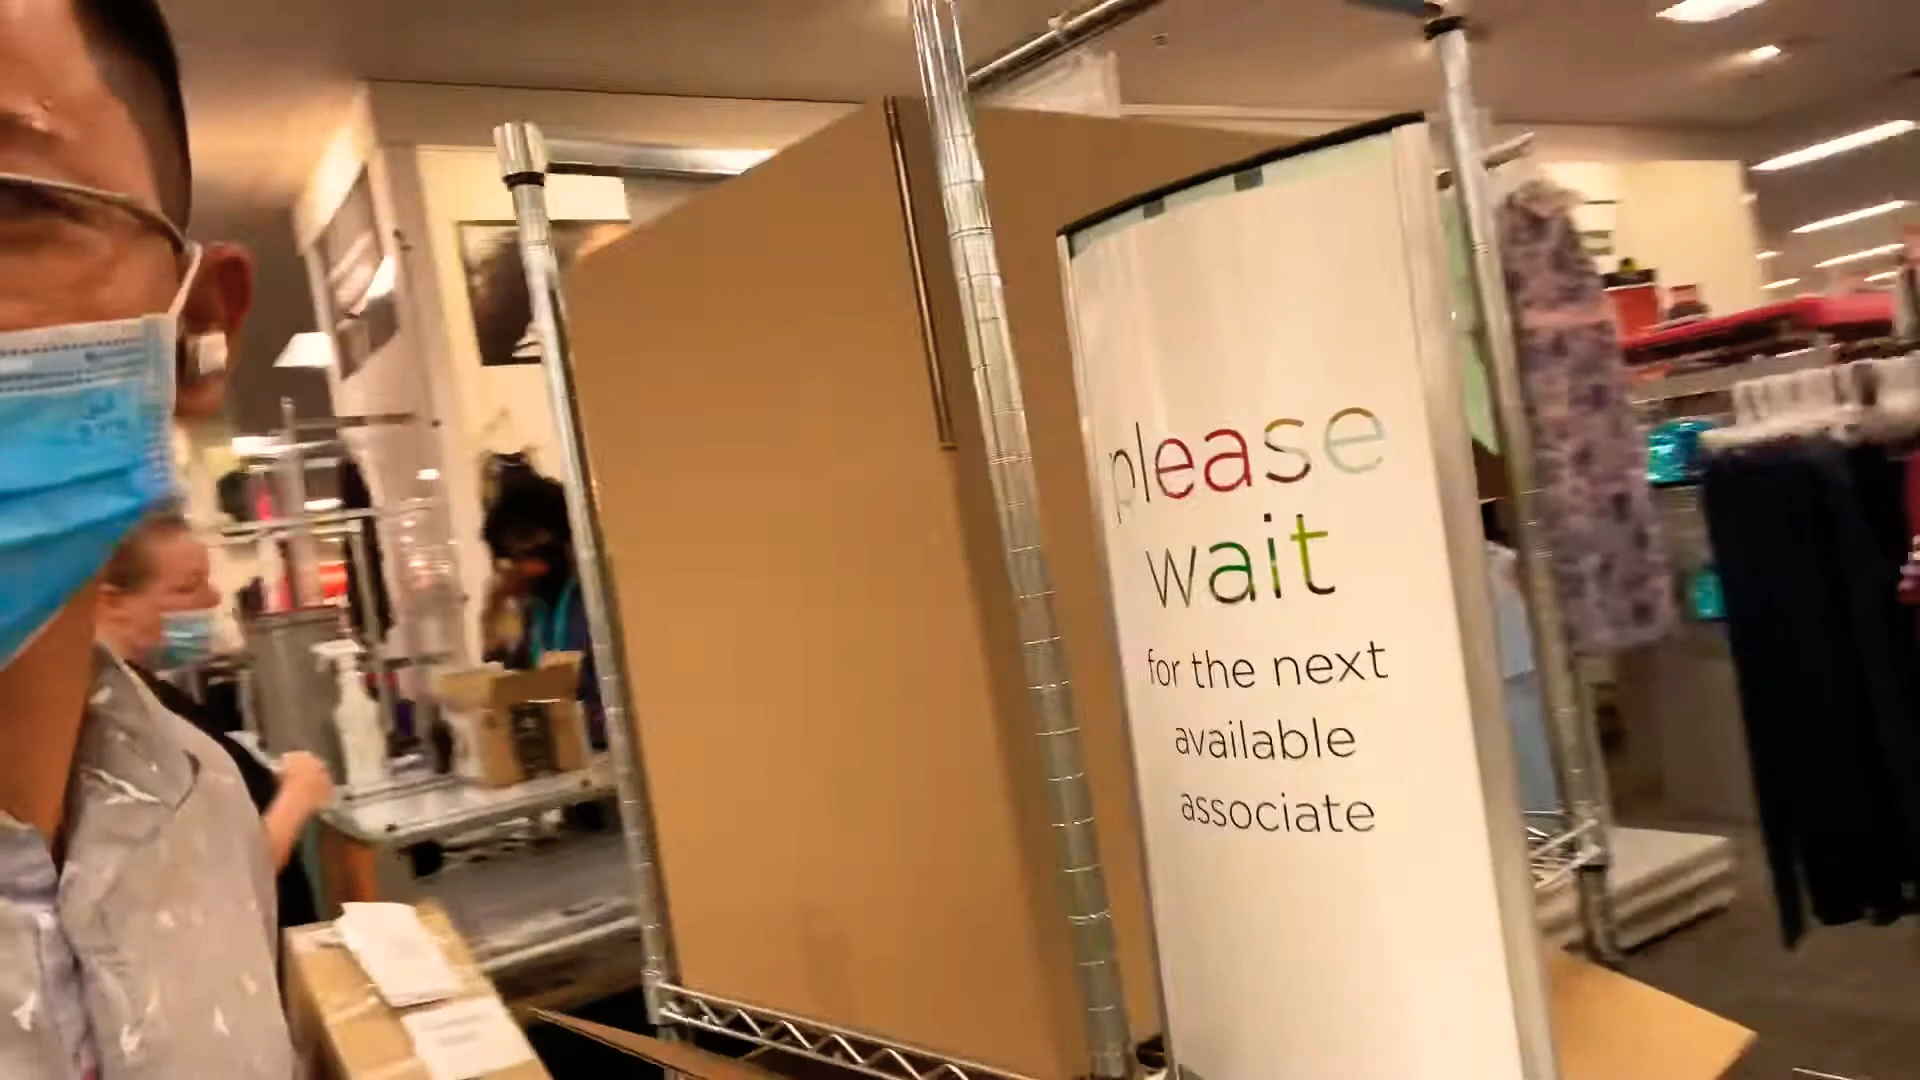 please
wait
for the next
available
associate